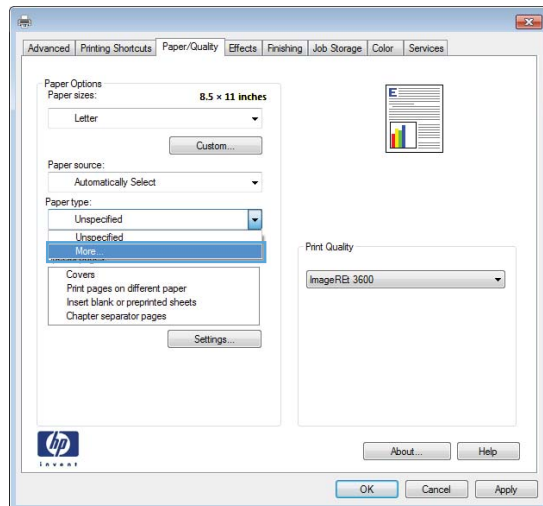 Advanced Printing Shortcuts Paper/Quality Effects Finishing Job Storage Color Services
Paper Options
Paper sizes: 8.5 × 11 inches
Letter
Custom...
Paper source:
Automatically Select
Paper type:
Unspecified
Unspecified
More...
Covers
Print pages on different paper
Insert blank or preprinted sheets
Chapter separator pages
Settings...
E
Print Quality
ImageREt 3600
hp
invent
About... Help
OK Cancel Apply